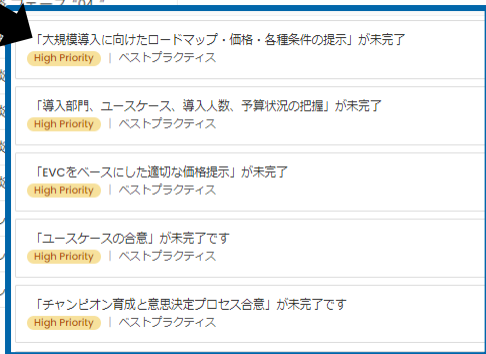 「大規模導入に向けたロードマップ・価格・各種条件の提示」が未完了
High Priority | ベストプラクティス
「導入部門、ユースケース、導入人数、予算状況の把握」が未完了
High Priority | ベストプラクティス
「EVCをベースにした適切な価格提示」が未完了
High Priority | ベストプラクティス
「ユースケースの合意」が未完了です
High Priority | ベストプラクティス
「チャンピオン育成と意思決定プロセス合意」が未完了です
High Priority | ベストプラクティス